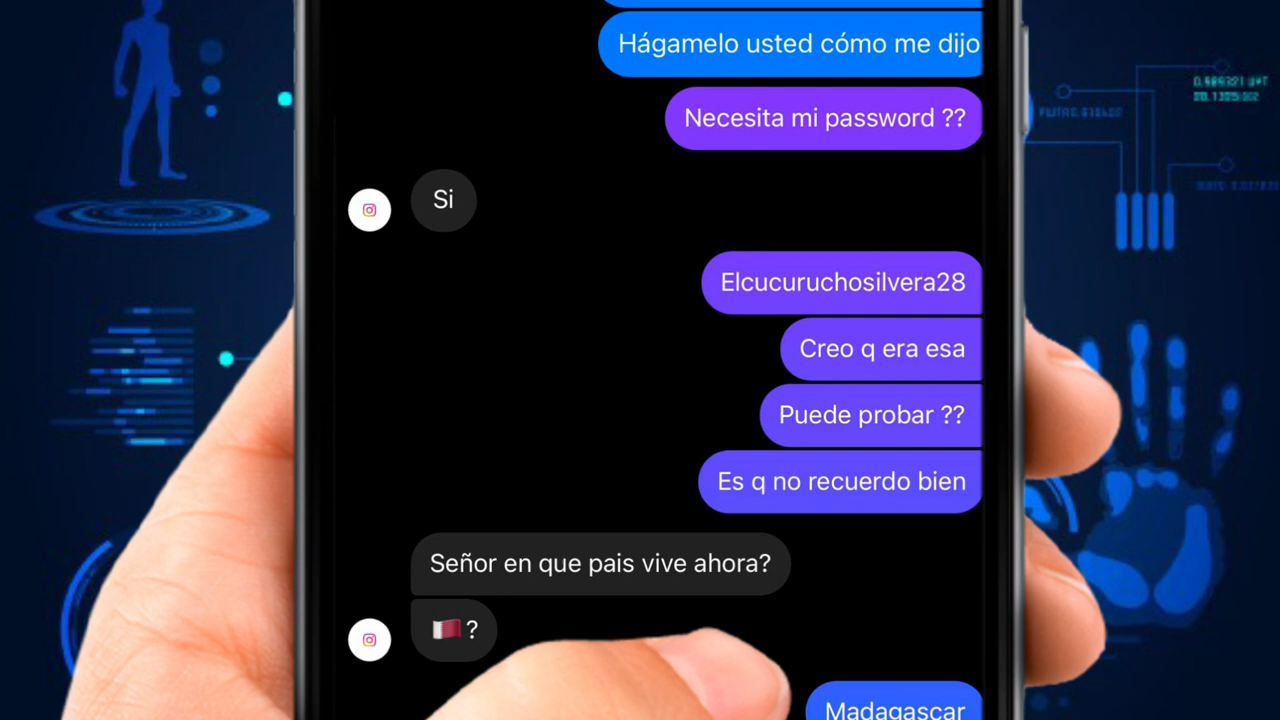 Hágamelo usted cómo me dijo
Necesita mi password ??
Si
Elcucuruchosilvera28
Creo q era esa
Puede probar ??
Es q no recuerdo bien
Señor en que pais vive ahora?
🇶🇦?
Madagascar